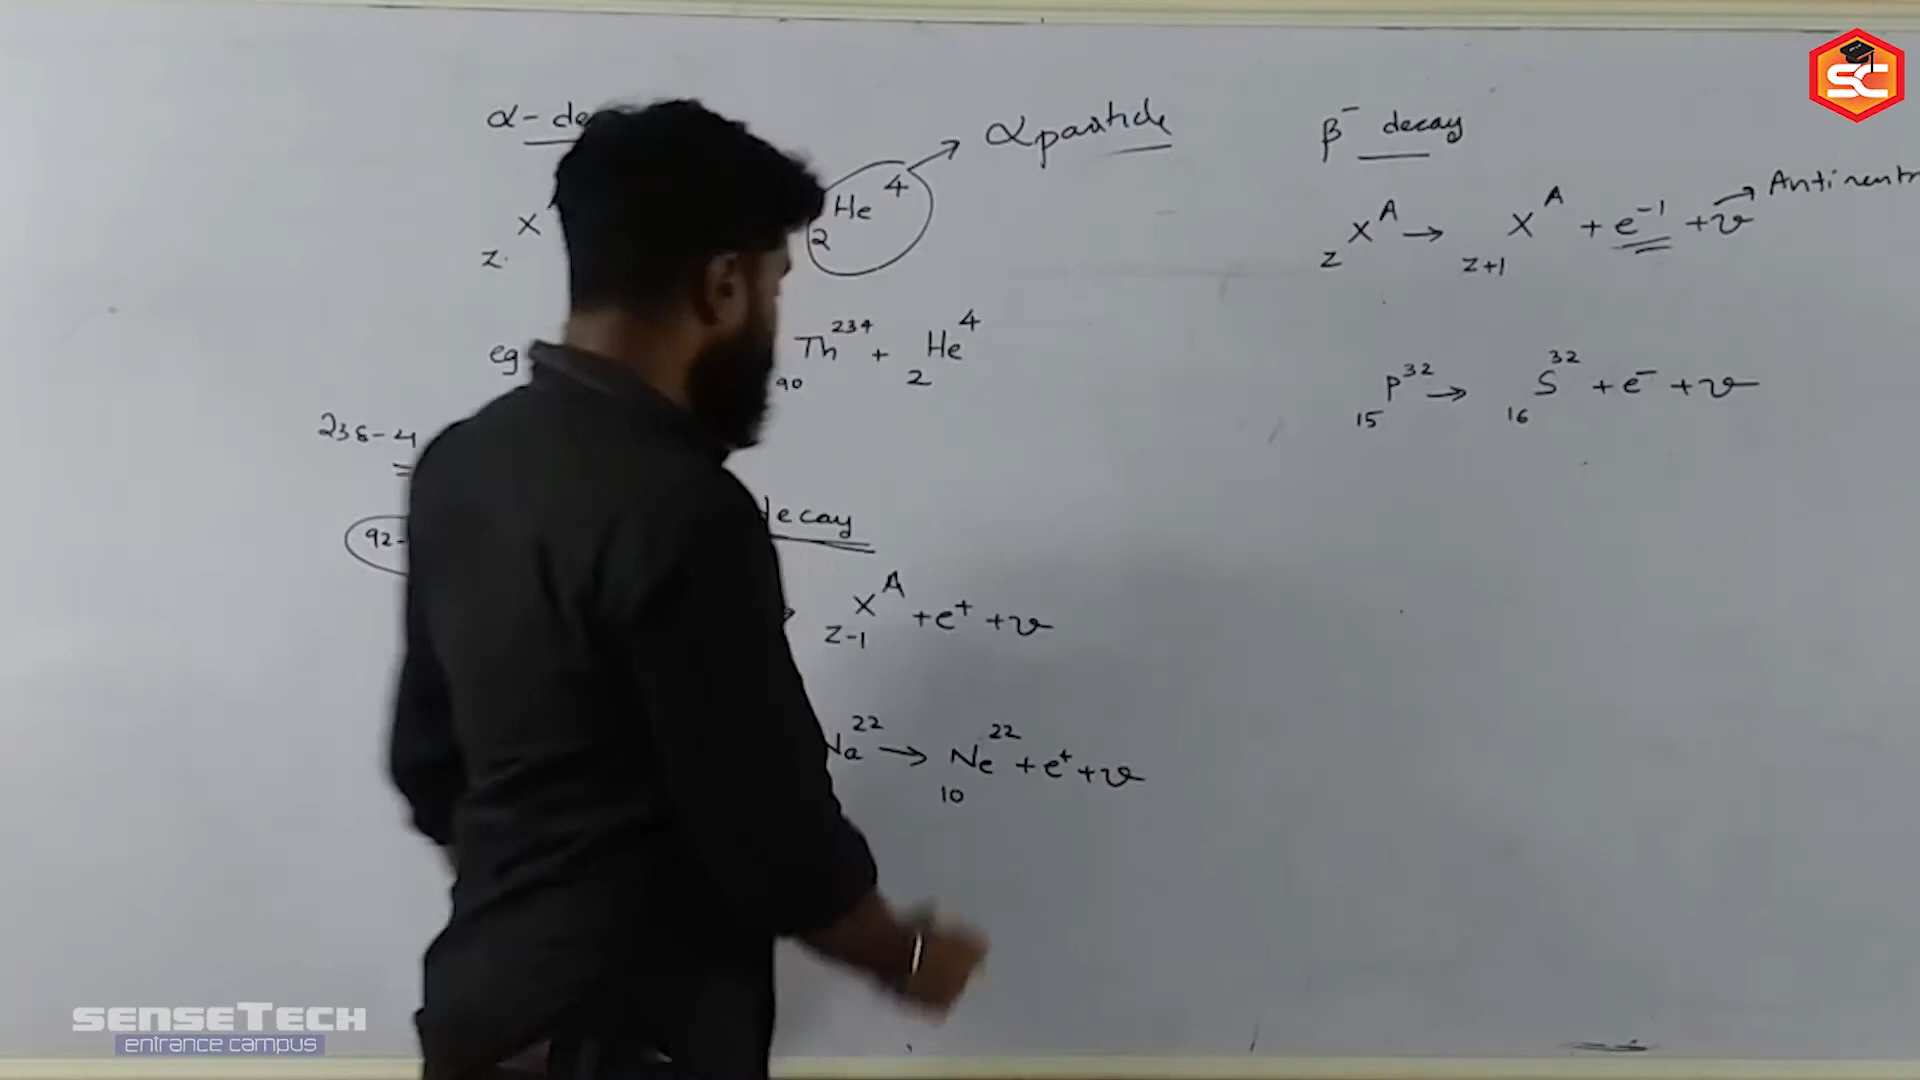 α - de
z X
He 4 2
α particle
eg
90 Th 234 + 2 He 4
238 - 4
=
92 -
decay
Z-1 X A + e+ + ν
Na 22 → 10 Ne 22 + e+ + ν
β- decay
Z X A → Z+1 X A + e-1 + ν
15 P 32 → 16 S 32 + e- + ν
SC
SENSETECH
entrance campus